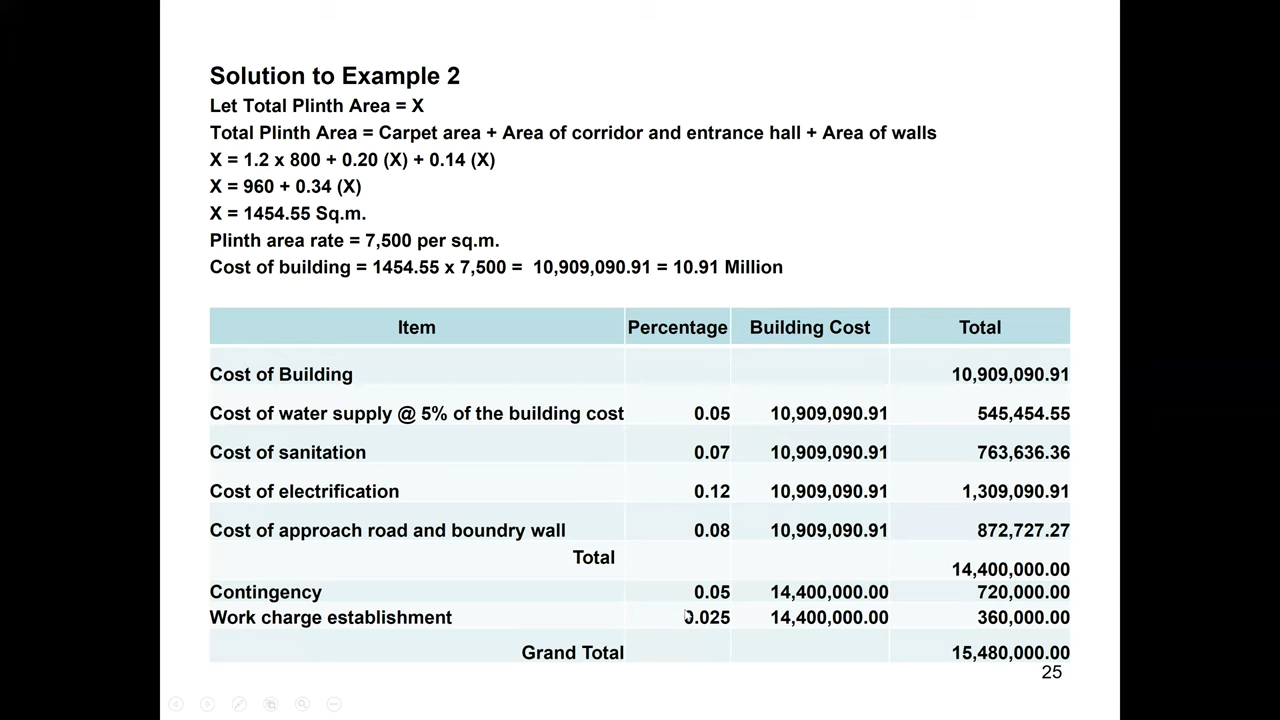 Solution to Example 2
Let Total Plinth Area = X
Total Plinth Area = Carpet area + Area of corridor and entrance hall + Area of walls
X = 1.2 x 800 + 0.20 (X) + 0.14 (X)
X = 960 + 0.34 (X)
X = 1454.55 Sq.m.
Plinth area rate = 7,500 per sq.m.
Cost of building = 1454.55 x 7,500 = 10,909,090.91 = 10.91 Million
Item Percentage Building Cost Total
Cost of Building 10,909,090.91
Cost of water supply @ 5% of the building cost 0.05 10,909,090.91 545,454.55
Cost of sanitation 0.07 10,909,090.91 763,636.36
Cost of electrification 0.12 10,909,090.91 1,309,090.91
Cost of approach road and boundry wall 0.08 10,909,090.91 872,727.27
Total 14,400,000.00
Contingency 0.05 14,400,000.00 720,000.00
Work charge establishment 0.025 14,400,000.00 360,000.00
Grand Total 15,480,000.00
25